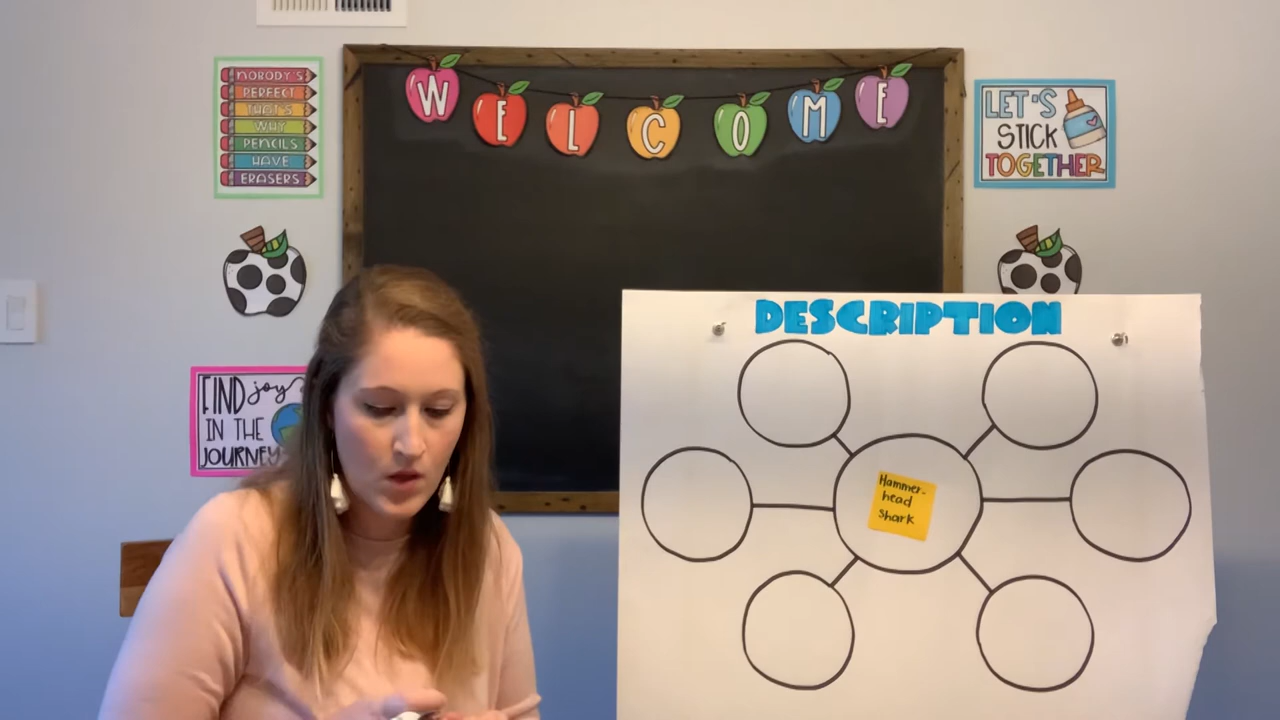 WELCOME
NOBODY'S
PERFECT
THAT'S
WHY
PENCILS
HAVE
ERASERS
LET'S
STICK
TOGETHER
FIND joy
IN THE
JOURNEY
DESCRIPTION
Hammer-
head
shark